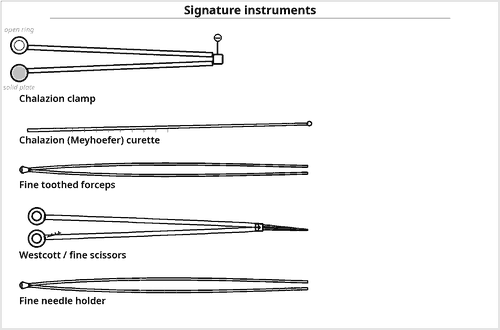 Signature instruments
open ring
solid plate
Chalazion clamp
Chalazion (Meyhoefer) curette
Fine toothed forceps
Westcott / fine scissors
Fine needle holder